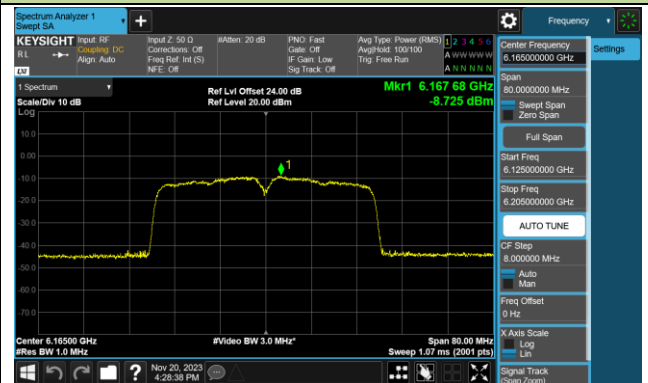 Spectrum Analyzer 1
Swept SA
Frequency
KEYSIGHT
RL
LXI
Input: RF
Coupling: DC
Align: Auto
Input Z: 50 Ω
Corrections: Off
Freq Ref: Int (S)
NFE: Off
#Atten: 20 dB
PNO: Fast
Gate: Off
IF Gain: Low
Sig Track: Off
Avg Type: Power (RMS)
Avg|Hold: 100/100
Trig: Free Run
1 2 3 4 5 6
A W W W W W
A N N N N N
Center Frequency
6.165000000 GHz
Settings
Span
80.0000000 MHz
Swept Span
Zero Span
Full Span
Start Freq
6.125000000 GHz
Stop Freq
6.205000000 GHz
AUTO TUNE
CF Step
8.000000 MHz
Auto
Man
Freq Offset
0 Hz
X Axis Scale
Log
Lin
Signal Track
(Span Zoom)
1 Spectrum
Scale/Div 10 dB
Log
Ref Lvl Offset 24.00 dB
Ref Level 20.00 dBm
Mkr1 6.167 68 GHz
-8.725 dBm
1
10.0
0.00
-10.0
-20.0
-30.0
-40.0
-50.0
-60.0
-70.0
Center 6.16500 GHz
#Res BW 1.0 MHz
#Video BW 3.0 MHz*
Span 80.00 MHz
Sweep 1.07 ms (2001 pts)
?
Nov 20, 2023
4:28:38 PM